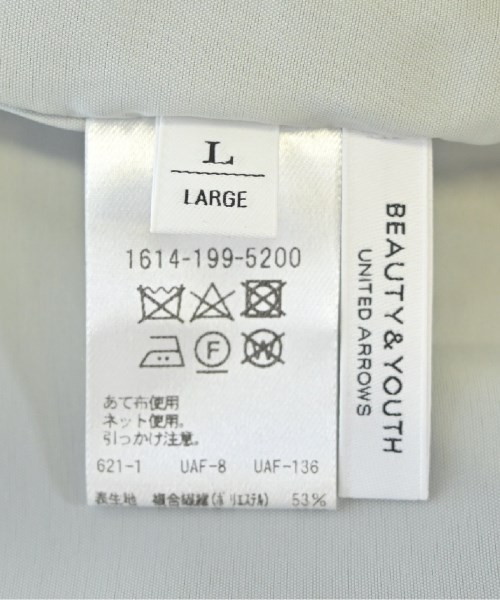 L
LARGE
1614-199-5200
F
W
あて布使用
ネット使用。
引っかけ注意。
621-1 UAF-8 UAF-136
表生地 複合繊維(ポリエステル) 53%
BEAUTY & YOUTH
UNITED ARROWS